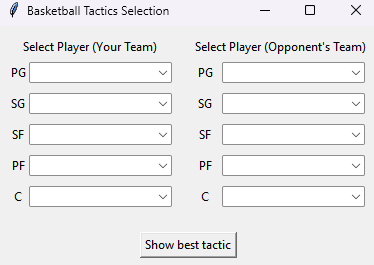 Basketball Tactics Selection
Select Player (Your Team) Select Player (Opponent's Team)
PG PG
SG SG
SF SF
PF PF
C C
Show best tactic